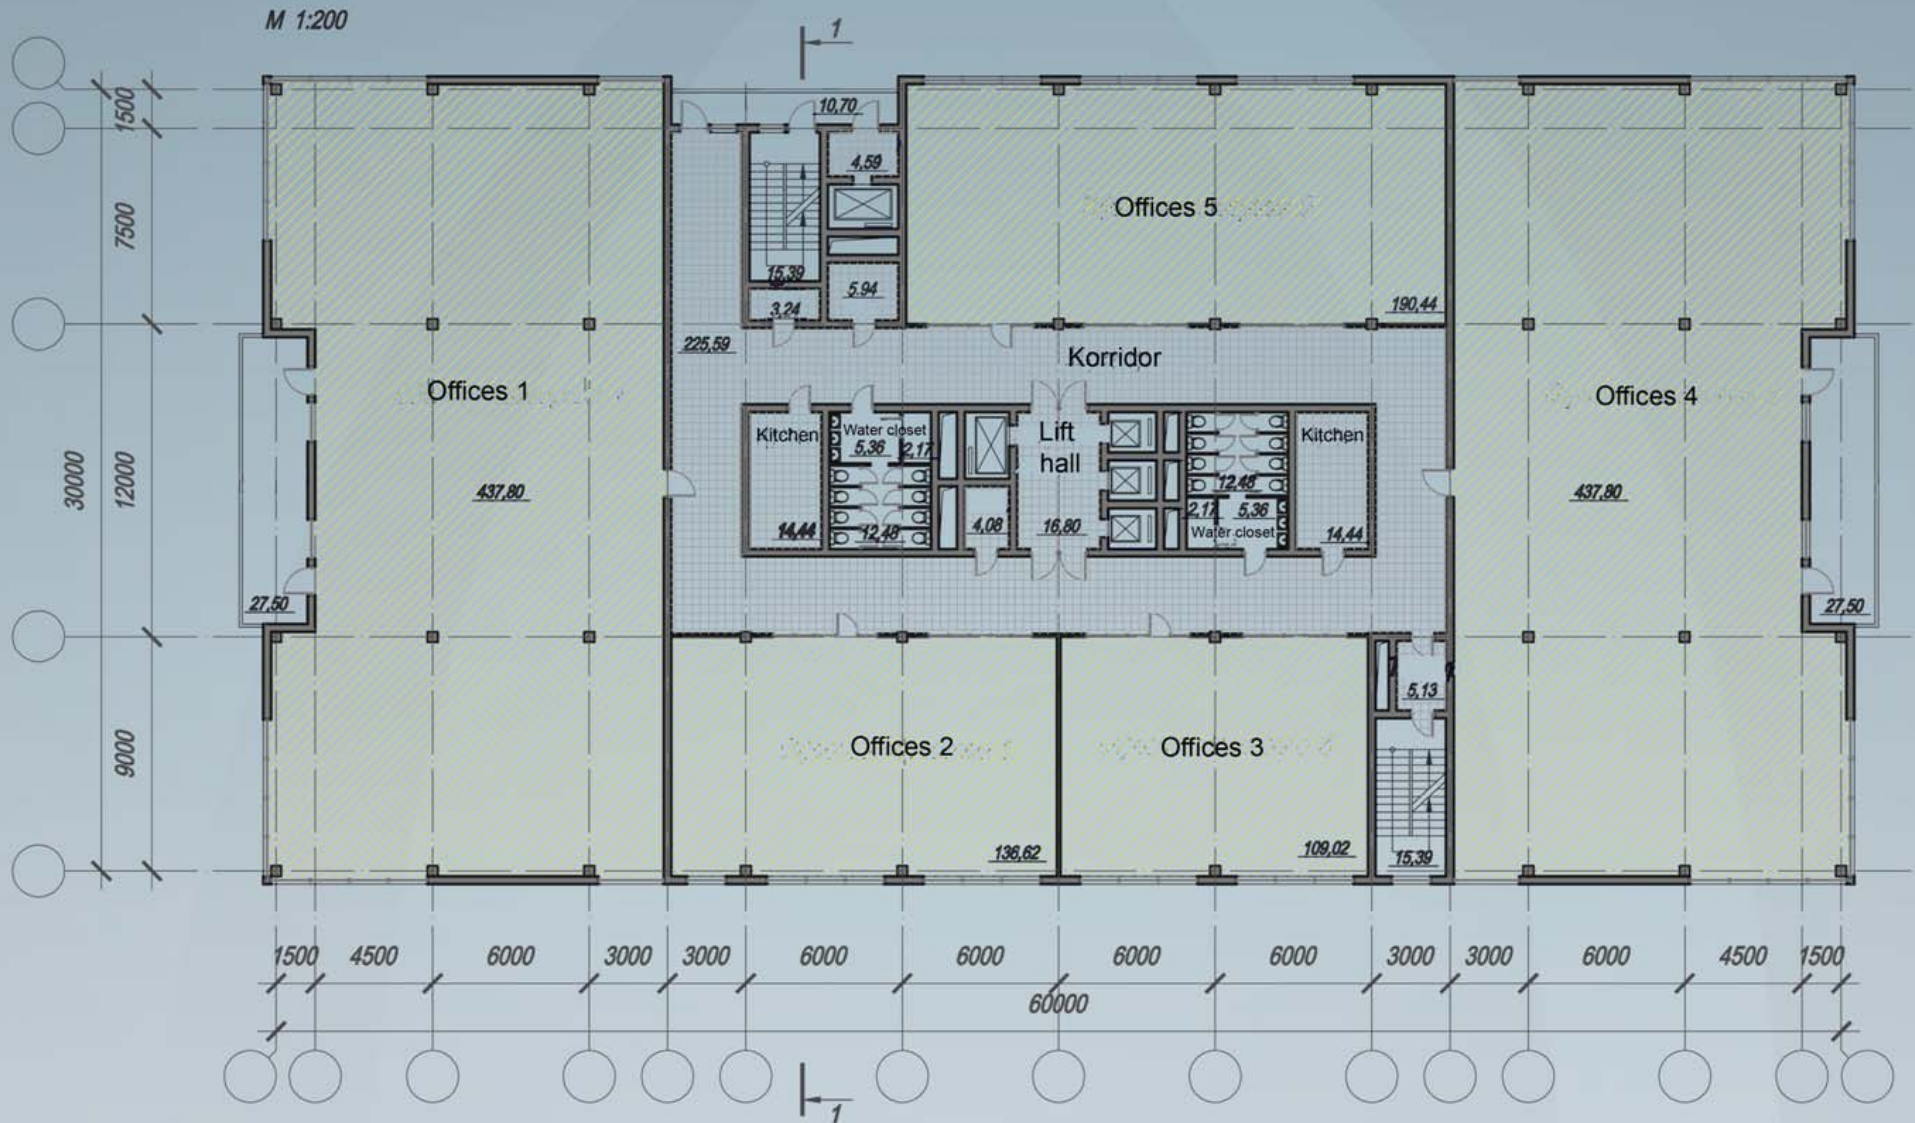 M 1:200
1
1500
10,70
4,59
7500
Offices 5
15,39
5.94
3,24
190,44
225,59
Korridor
Offices 1
Offices 4
Kitchen
Water closet
5,36
2,17
Lift
hall
Kitchen
30000
12000
437,80
12,48
437,80
2,17
5,36
14,44
12,48
4,08
16,80
Water closet
14,44
27,50
27,50
5,13
9000
Offices 2
Offices 3
136,62
109,02
15,39
1500 4500 6000 3000 3000 6000 6000 6000 6000 3000 3000 6000 4500 1500
60000
1